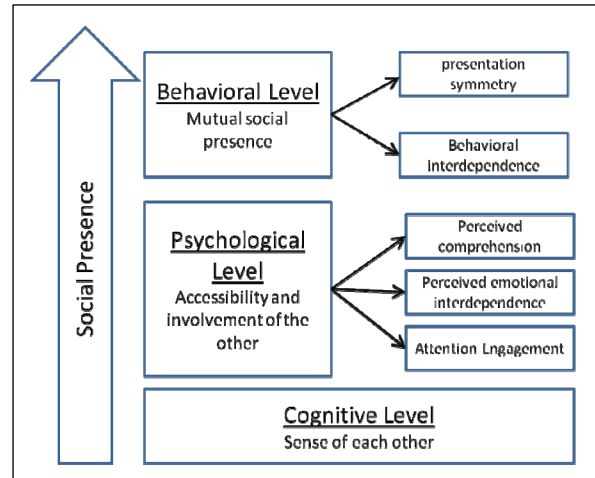 Social Presence
Behavioral Level
Mutual social
presence
presentation
symmetry
Behavioral
interdependence
Psychological
Level
Accessibility and
involvement of the
other
Perceived
comprehension
Perceived emotional
interdependence
Attention Engagement
Cognitive Level
Sense of each other